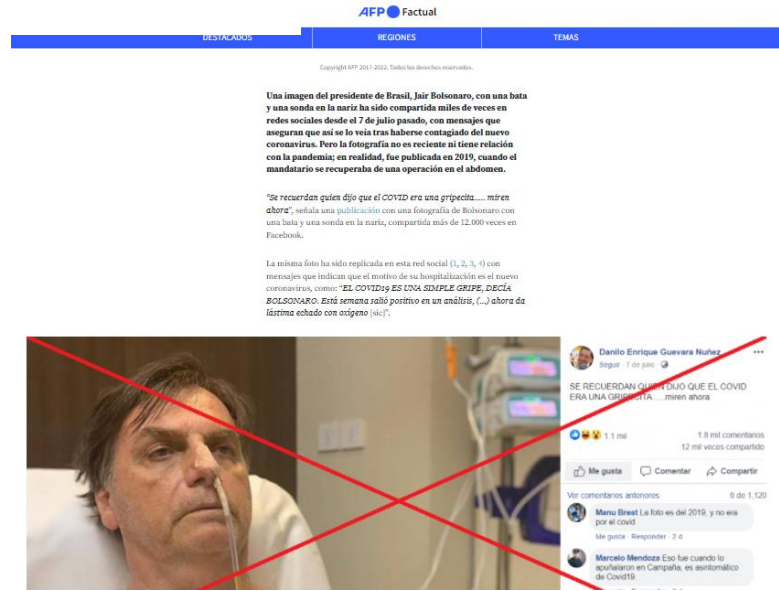 AFP Factual
DESTACADOS REGIONES TEMAS
Copyright AFP 2017-2022. Todos los derechos reservados.
Una imagen del presidente de Brasil, Jair Bolsonaro, con una bata
y una sonda en la nariz ha sido compartida miles de veces en
redes sociales desde el 7 de julio pasado, con mensajes que
aseguran que así se lo veía tras haberse contagiado del nuevo
coronavirus. Pero la fotografía no es reciente ni tiene relación
con la pandemia; en realidad, fue publicada en 2019, cuando el
mandatario se recuperaba de una operación en el abdomen.
"Se recuerdan quien dijo que el COVID era una gripecita..... miren
ahora", señala una publicación con una fotografía de Bolsonaro con
una bata y una sonda en la nariz, compartida más de 12.000 veces en
Facebook.
La misma foto ha sido replicada en esta red social (1, 2, 3, 4) con
mensajes que indican que el motivo de su hospitalización es el nuevo
coronavirus, como: "EL COVID19 ES UNA SIMPLE GRIPE, DECÍA
BOLSONARO. Está semana salió positivo en un análisis, (...) ahora da
lástima echado con oxígeno [sic]".
Danilo Enrique Guevara Nuñez
Seguir · 7 de julio
SE RECUERDAN QUIEN DIJO QUE EL COVID
ERA UNA GRIPECITA.....miren ahora
1.1 mil 1.8 mil comentarios
12 mil veces compartido
Me gusta Comentar Compartir
Ver comentarios anteriores 6 de 1,120
Manu Breat La foto es del 2019, y no era
por el covid
Me gusta · Responder · 2 d
Marcelo Mendoza Eso fue cuando lo
apuñalaron en Campaña, es asintomático
de Covid19